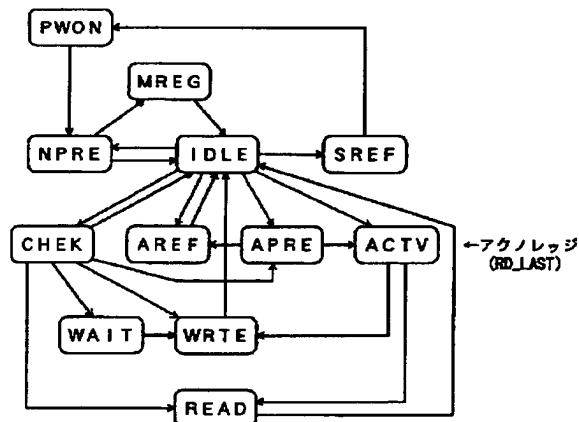 PWON
MREG
NPRE
IDLE
SREF
CHEK
AREF
APRE
ACTV
←アクノレッジ
(RD_LAST)
WAIT
WRTE
READ